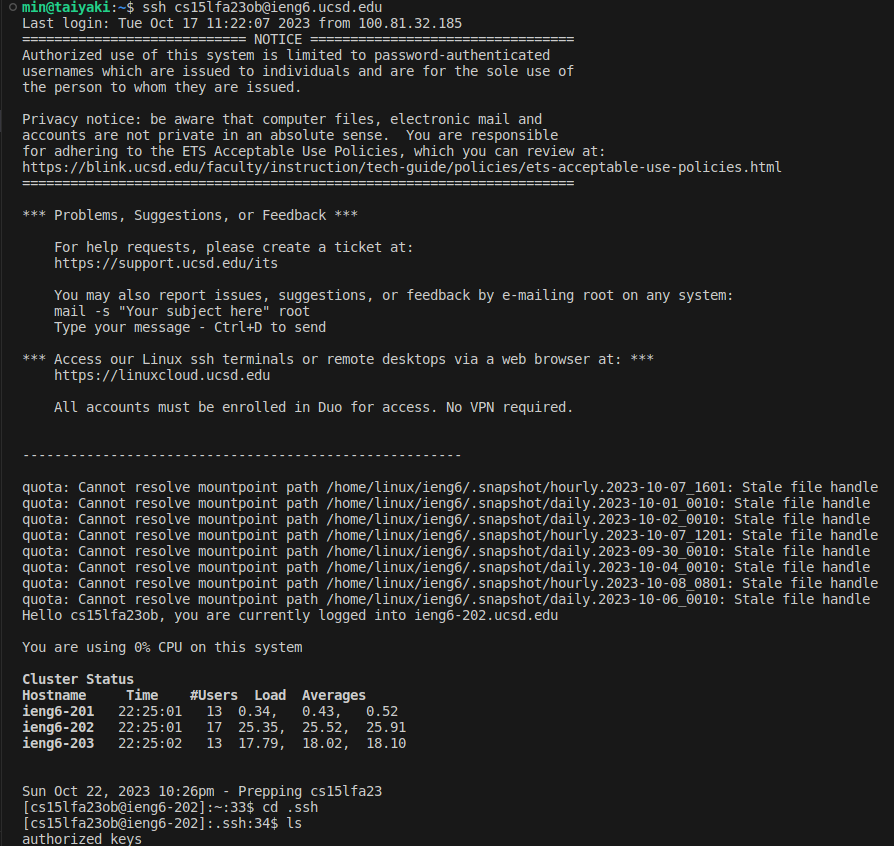 min@taiyaki:~$ ssh cs15lfa23ob@ieng6.ucsd.edu
Last login: Tue Oct 17 11:22:07 2023 from 100.81.32.185
============================ NOTICE =================================
Authorized use of this system is limited to password-authenticated
usernames which are issued to individuals and are for the sole use of
the person to whom they are issued.

Privacy notice: be aware that computer files, electronic mail and
accounts are not private in an absolute sense.  You are responsible
for adhering to the ETS Acceptable Use Policies, which you can review at:
https://blink.ucsd.edu/faculty/instruction/tech-guide/policies/ets-acceptable-use-policies.html
=====================================================================

*** Problems, Suggestions, or Feedback ***

    For help requests, please create a ticket at:
    https://support.ucsd.edu/its

    You may also report issues, suggestions, or feedback by e-mailing root on any system:
    mail -s "Your subject here" root
    Type your message - Ctrl+D to send

*** Access our Linux ssh terminals or remote desktops via a web browser at: ***
    https://linuxcloud.ucsd.edu

    All accounts must be enrolled in Duo for access. No VPN required.

-------------------------------------------------------

quota: Cannot resolve mountpoint path /home/linux/ieng6/.snapshot/hourly.2023-10-07_1601: Stale file handle
quota: Cannot resolve mountpoint path /home/linux/ieng6/.snapshot/daily.2023-10-01_0010: Stale file handle
quota: Cannot resolve mountpoint path /home/linux/ieng6/.snapshot/daily.2023-10-02_0010: Stale file handle
quota: Cannot resolve mountpoint path /home/linux/ieng6/.snapshot/hourly.2023-10-07_1201: Stale file handle
quota: Cannot resolve mountpoint path /home/linux/ieng6/.snapshot/daily.2023-09-30_0010: Stale file handle
quota: Cannot resolve mountpoint path /home/linux/ieng6/.snapshot/daily.2023-10-04_0010: Stale file handle
quota: Cannot resolve mountpoint path /home/linux/ieng6/.snapshot/hourly.2023-10-08_0801: Stale file handle
quota: Cannot resolve mountpoint path /home/linux/ieng6/.snapshot/daily.2023-10-06_0010: Stale file handle
Hello cs15lfa23ob, you are currently logged into ieng6-202.ucsd.edu

You are using 0% CPU on this system

Cluster Status
Hostname     Time    #Users  Load  Averages
ieng6-201   22:25:01   13  0.34,   0.43,   0.52
ieng6-202   22:25:01   17  25.35,  25.52,  25.91
ieng6-203   22:25:02   13  17.79,  18.02,  18.10

Sun Oct 22, 2023 10:26pm - Prepping cs15lfa23
[cs15lfa23ob@ieng6-202]:~:33$ cd .ssh
[cs15lfa23ob@ieng6-202]:.ssh:34$ ls
authorized_keys